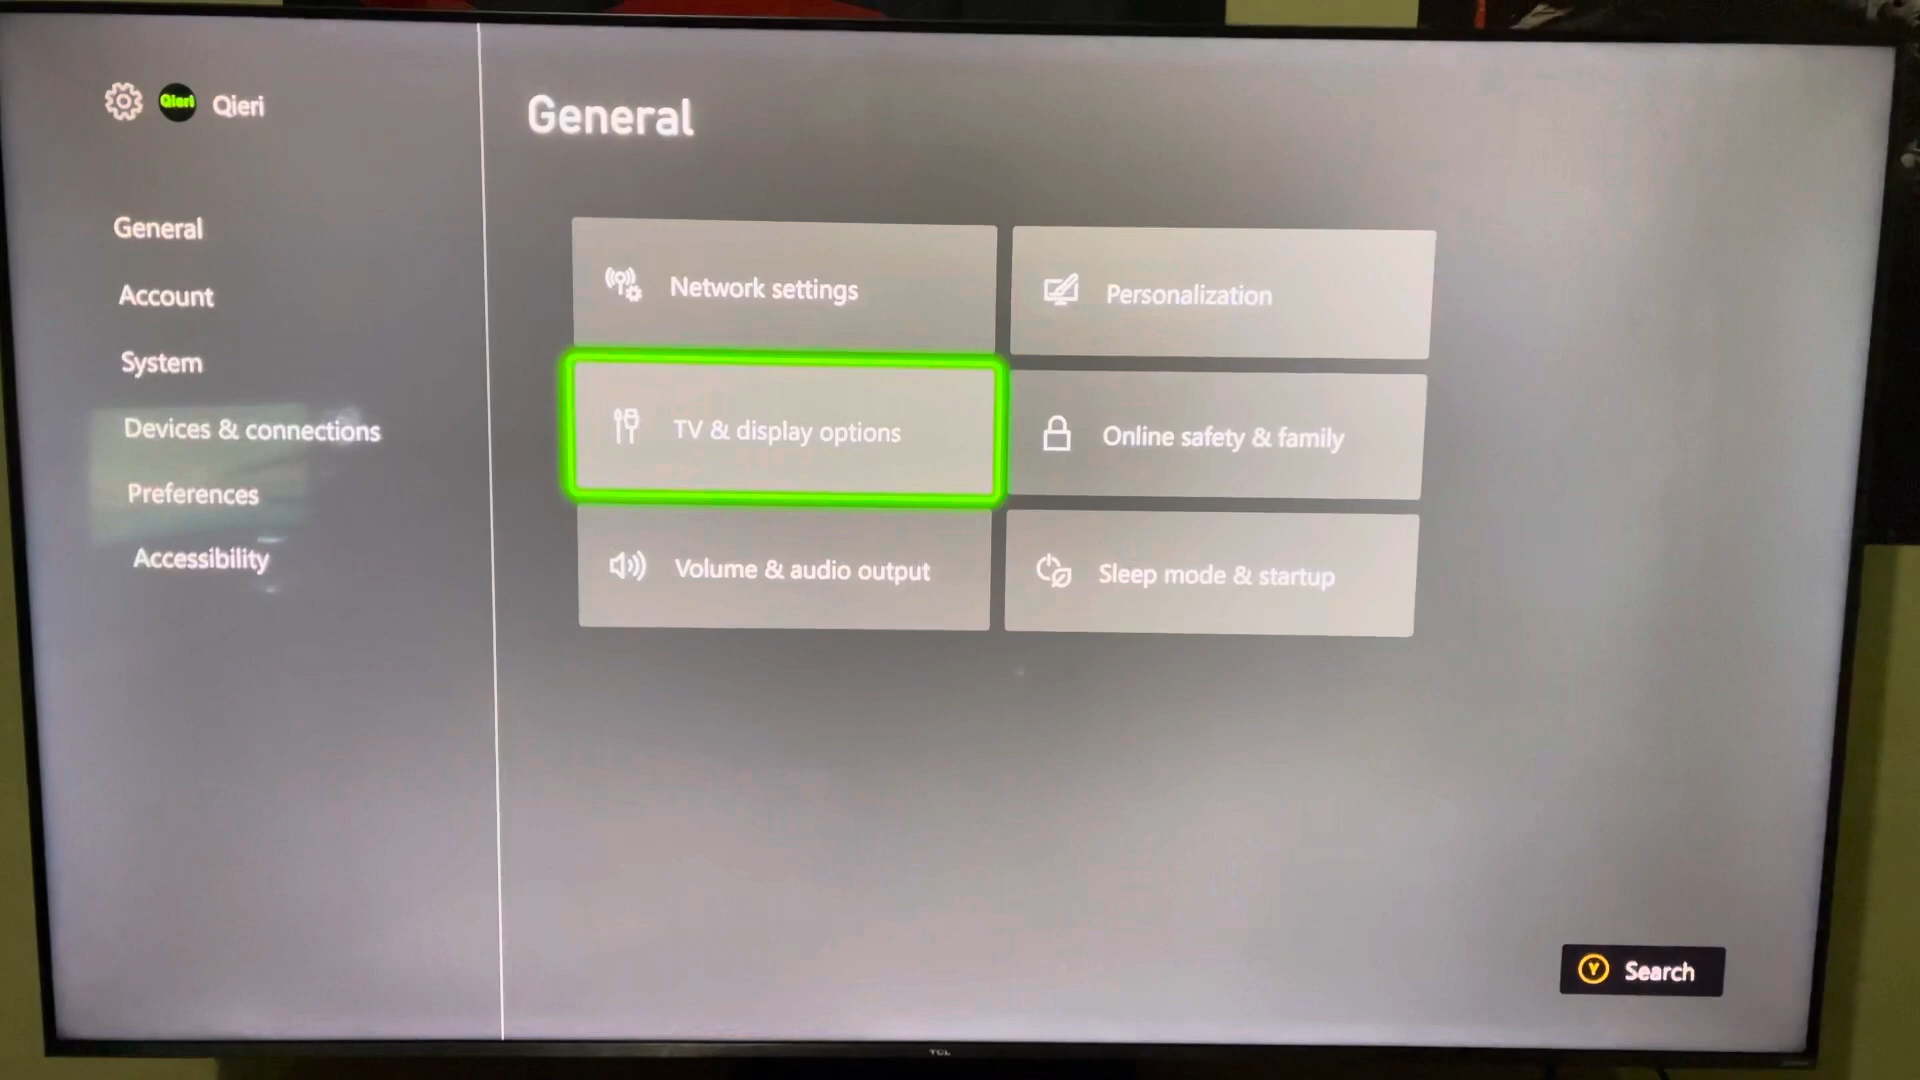 Qieri
Qieri
General
Account
System
Devices & connections
Preferences
Accessibility
General
Network settings
Personalization
TV & display options
Online safety & family
Volume & audio output
Sleep mode & startup
Y
Search
TCL